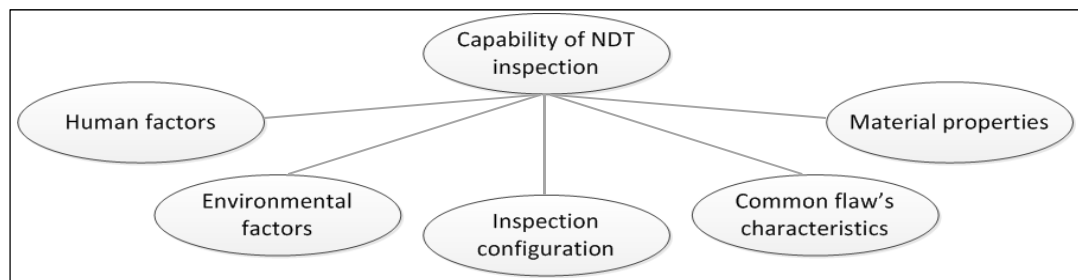 Capability of NDT
inspection
Human factors
Material properties
Environmental
factors
Inspection
configuration
Common flaw's
characteristics